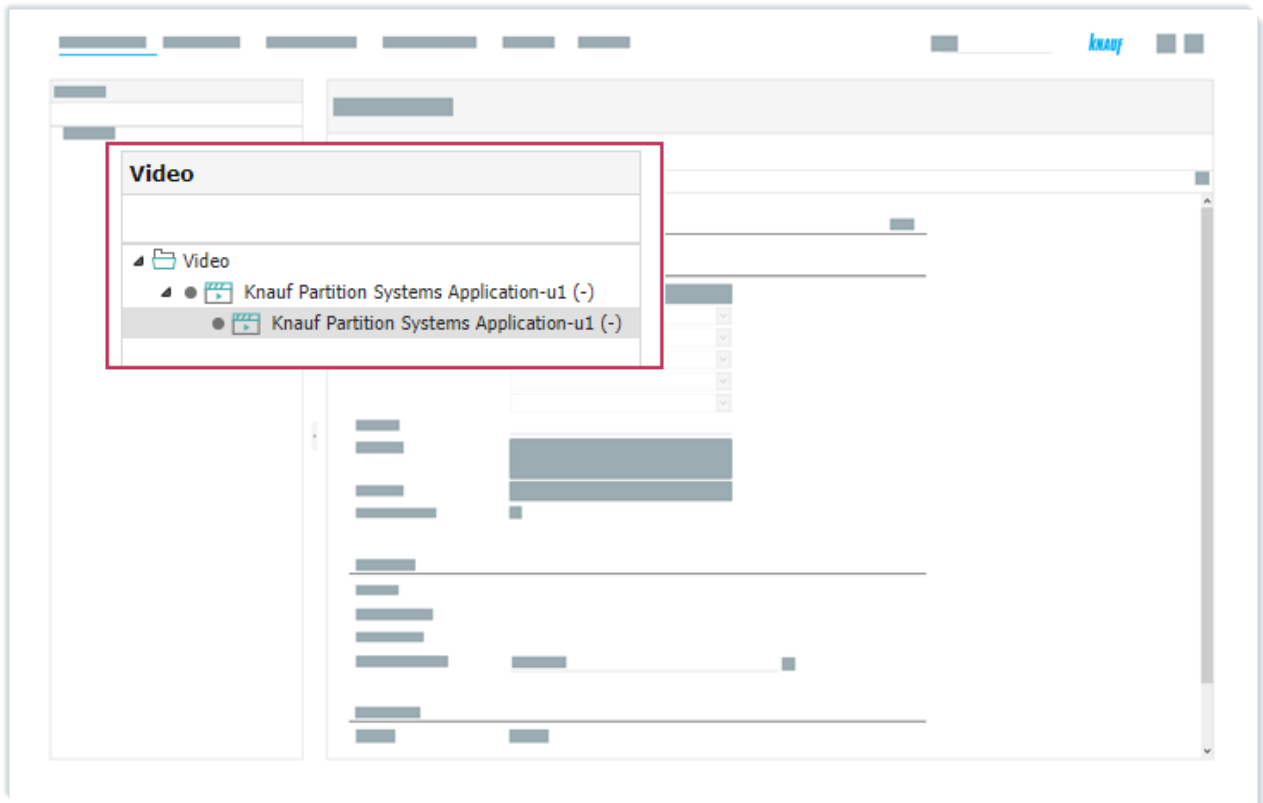 KNAUF
Video
Video
Knauf Partition Systems Application-u1 (-)
Knauf Partition Systems Application-u1 (-)